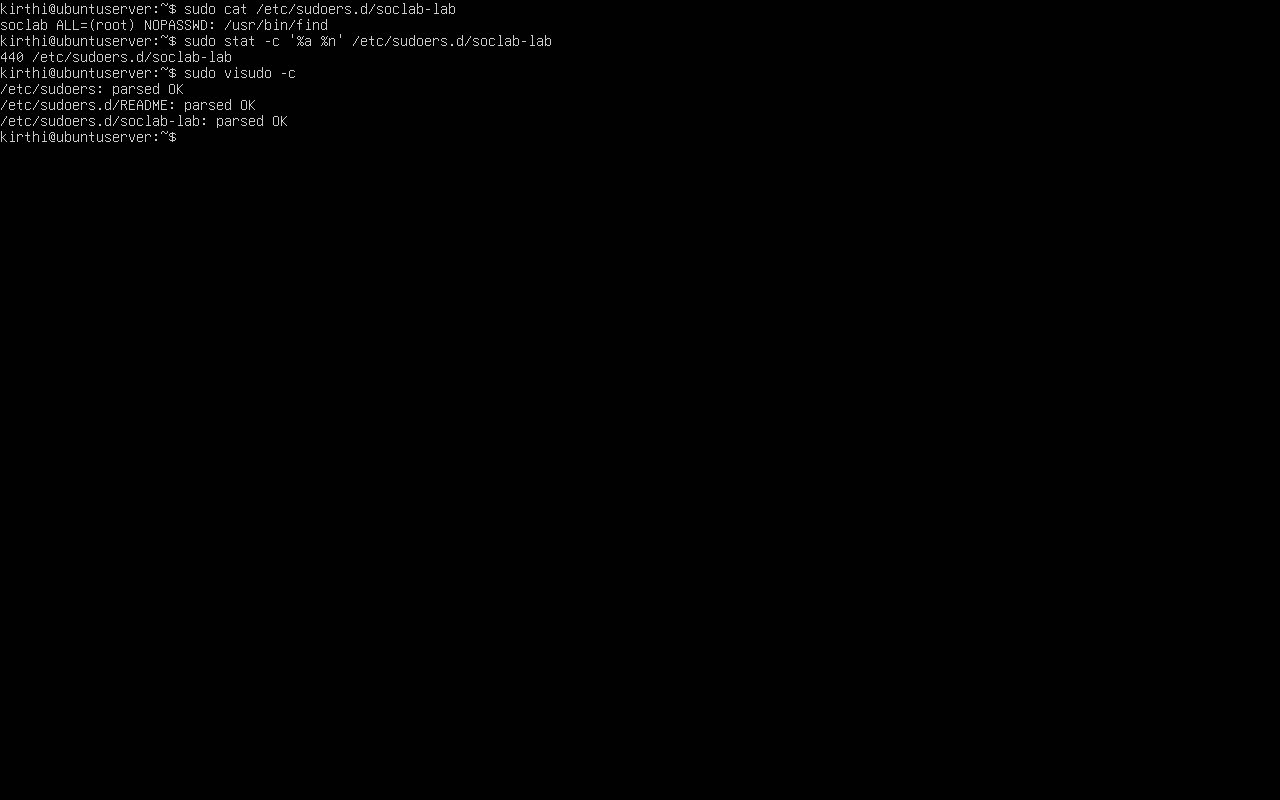 kirthi@ubuntuserver:~$ sudo cat /etc/sudoers.d/soclab-lab
soclab ALL=(root) NOPASSWD: /usr/bin/find
kirthi@ubuntuserver:~$ sudo stat -c '%a %n' /etc/sudoers.d/soclab-lab
440 /etc/sudoers.d/soclab-lab
kirthi@ubuntuserver:~$ sudo visudo -c
/etc/sudoers: parsed OK
/etc/sudoers.d/README: parsed OK
/etc/sudoers.d/soclab-lab: parsed OK
kirthi@ubuntuserver:~$